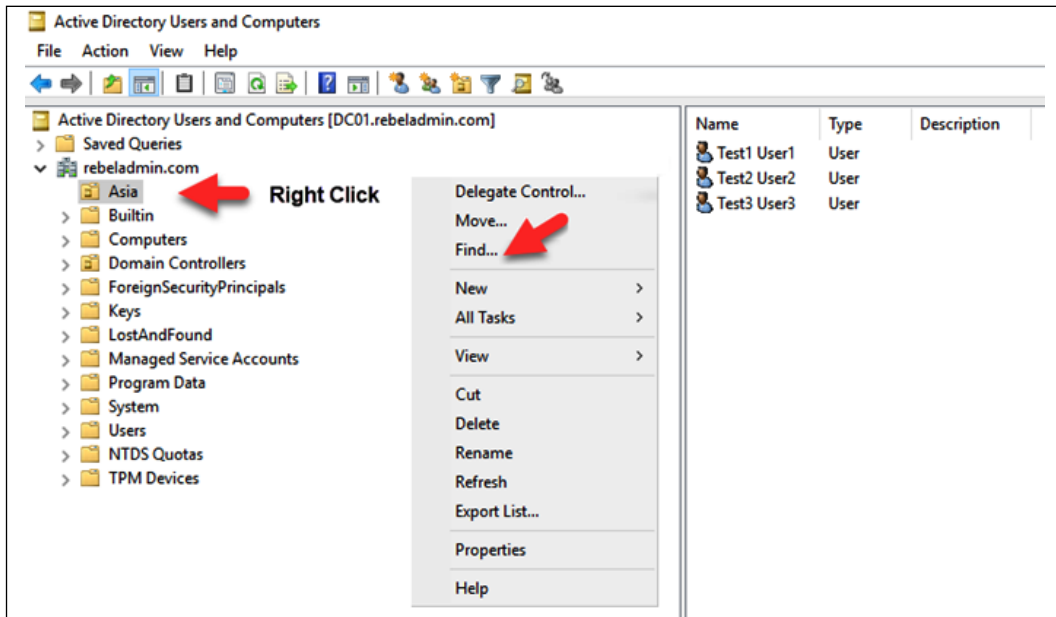 Active Directory Users and Computers
File Action View Help
Active Directory Users and Computers [DC01.rebeladmin.com]
Saved Queries
rebeladmin.com
Asia
Builtin
Computers
Domain Controllers
ForeignSecurityPrincipals
Keys
LostAndFound
Managed Service Accounts
Program Data
System
Users
NTDS Quotas
TPM Devices
Right Click
Delegate Control...
Move...
Find...
New
All Tasks
View
Cut
Delete
Rename
Refresh
Export List...
Properties
Help
Name Type Description
Test1 User1 User
Test2 User2 User
Test3 User3 User